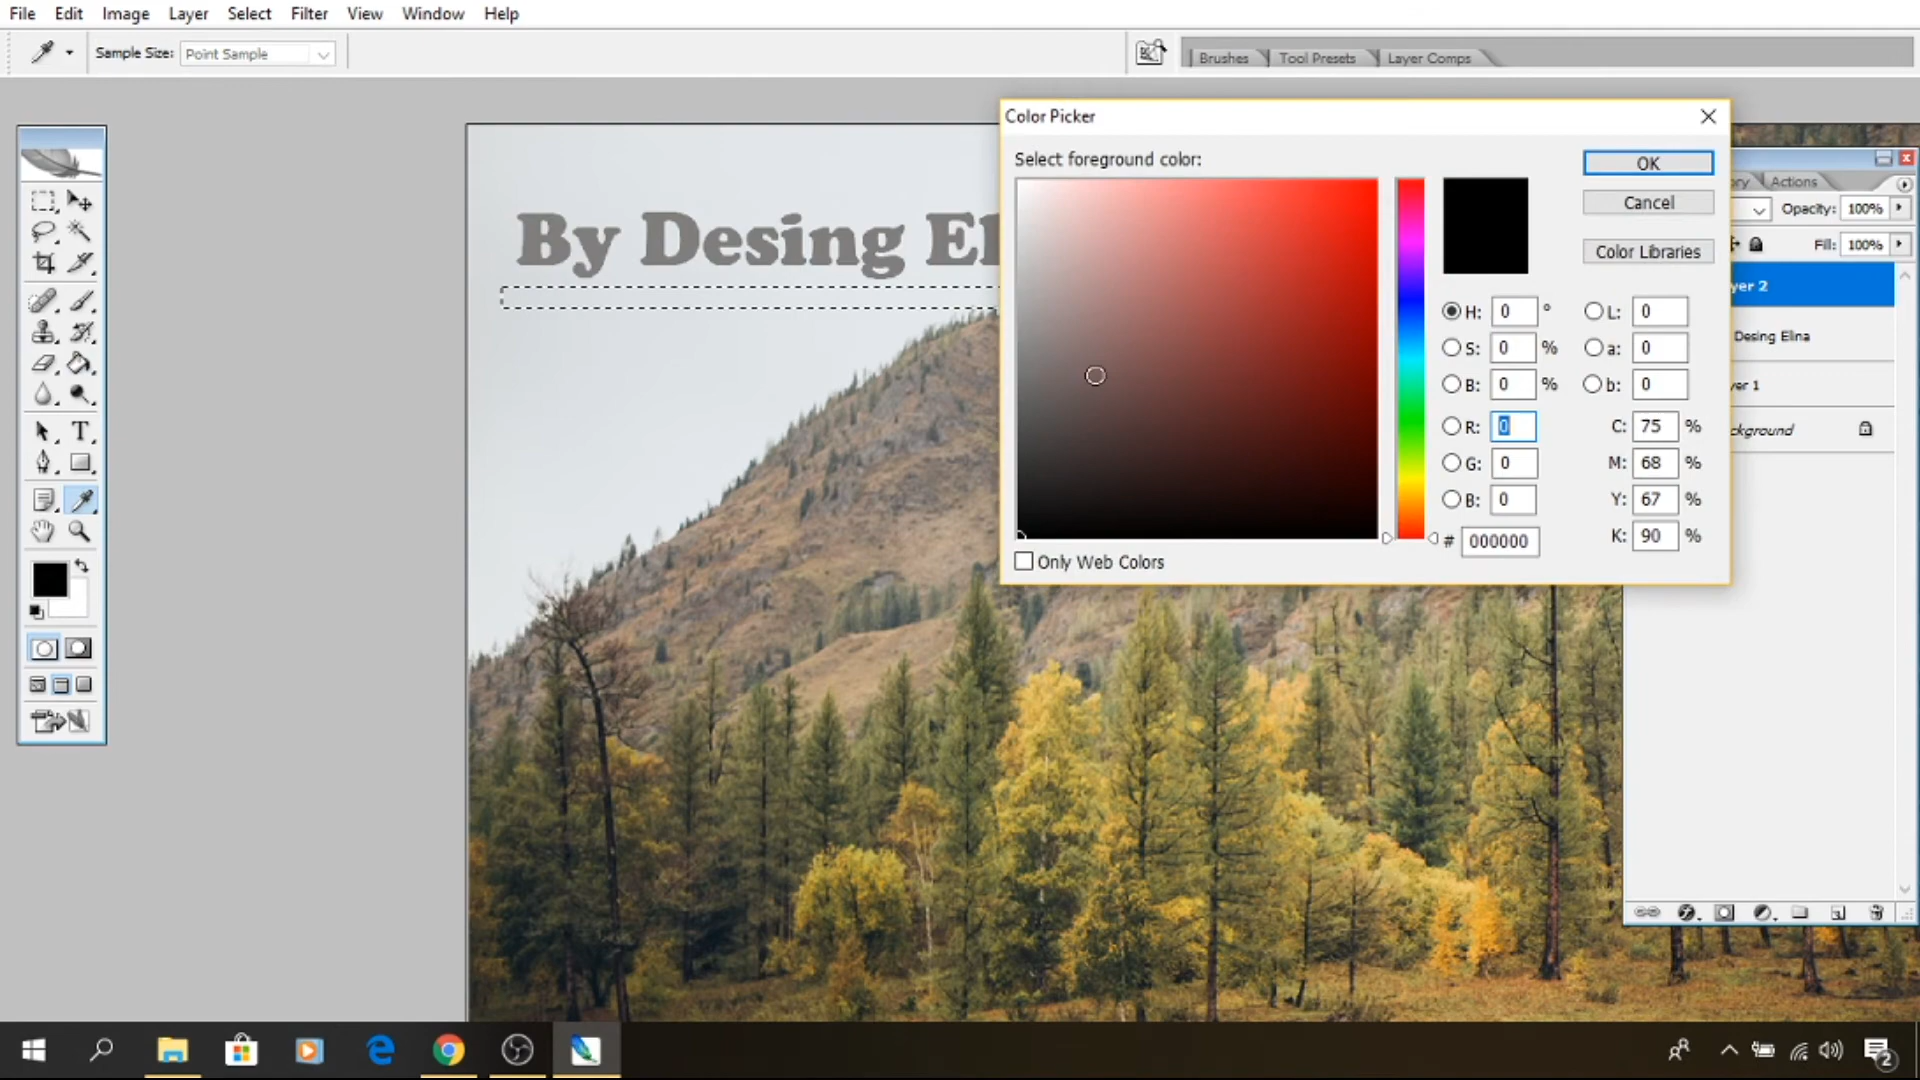 File Edit Image Layer Select Filter View Window Help
Sample Size: Point Sample
Brushes Tool Presets Layer Comps
Color Picker
Select foreground color:
OK
Cancel
Color Libraries
H: 0 °
S: 0 %
B: 0 %
R: 0
G: 0
B: 0
# 000000
L: 0
a: 0
b: 0
C: 75 %
M: 68 %
Y: 67 %
K: 90 %
Only Web Colors
By Desing El
ory Actions
Opacity: 100%
Fill: 100%
yer 2
Desing Elina
yer 1
ckground
T
2